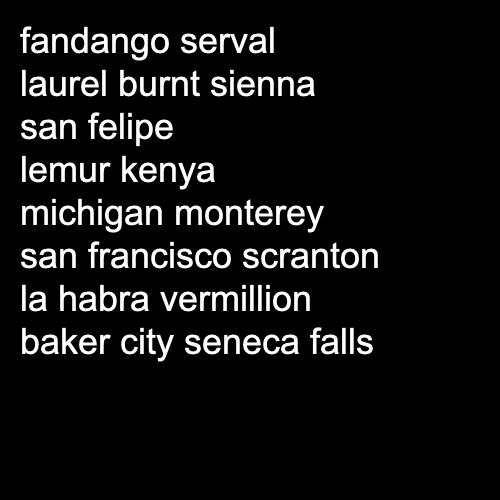 fandango serval
laurel burnt sienna
san felipe
lemur kenya
michigan monterey
san francisco scranton
la habra vermillion
baker city seneca falls